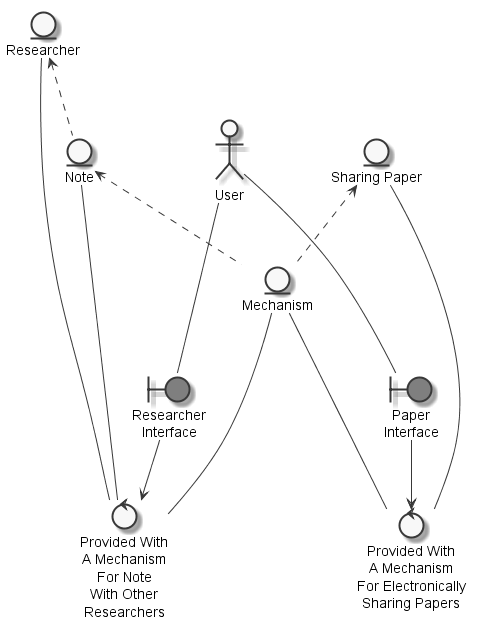 Researcher
Note
User
Sharing Paper
Mechanism
Researcher
Interface
Paper
Interface
Provided With
A Mechanism
For Note
With Other
Researchers
Provided With
A Mechanism
For Electronically
Sharing Papers